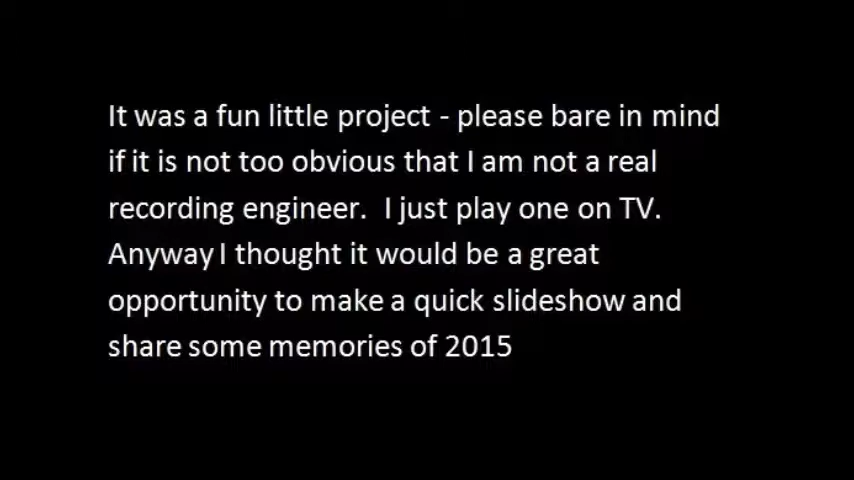 It was a fun little project - please bare in mind
if it is not too obvious that I am not a real
recording engineer.  I just play one on TV.
Anyway I thought it would be a great
opportunity to make a quick slideshow and
share some memories of 2015